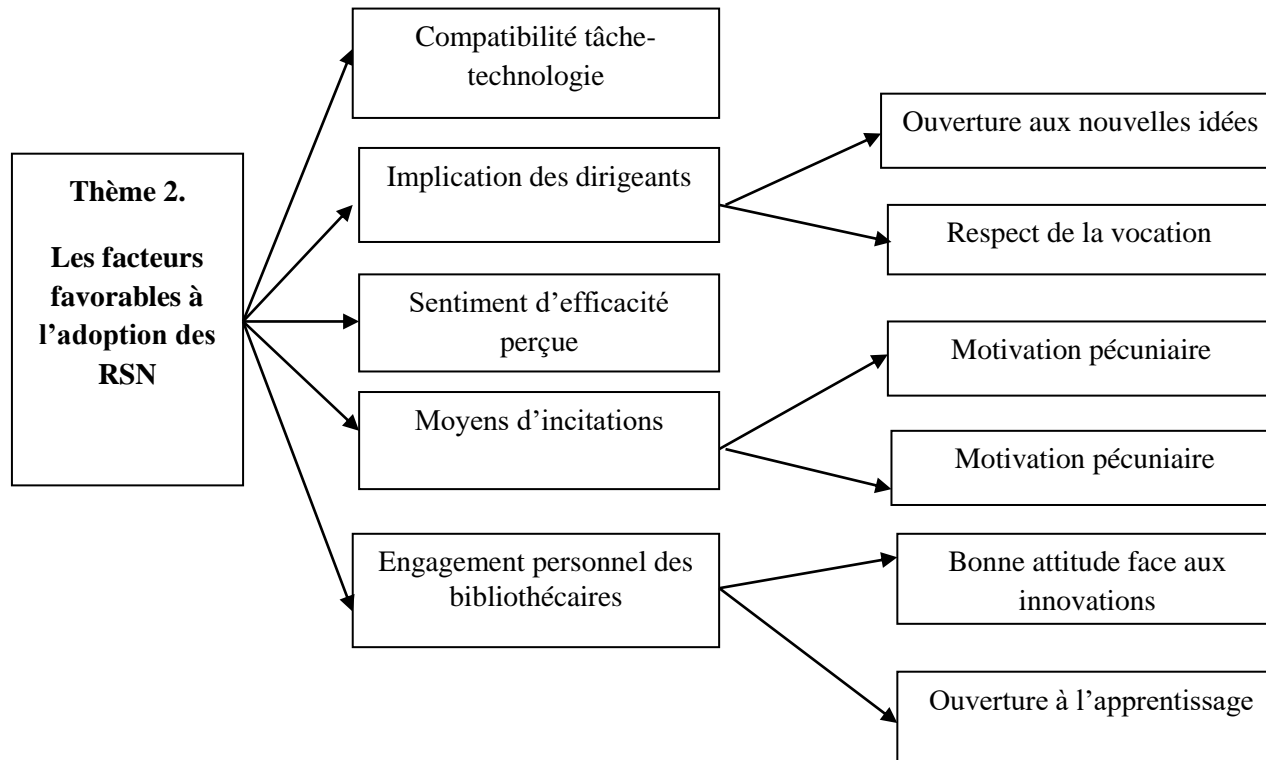 Thème 2.
Les facteurs
favorables à
l’adoption des
RSN
Compatibilité tâche-
technologie
Implication des dirigeants
Sentiment d’efficacité
perçue
Moyens d’incitations
Engagement personnel des
bibliothécaires
Ouverture aux nouvelles idées
Respect de la vocation
Motivation pécuniaire
Motivation pécuniaire
Bonne attitude face aux
innovations
Ouverture à l’apprentissage